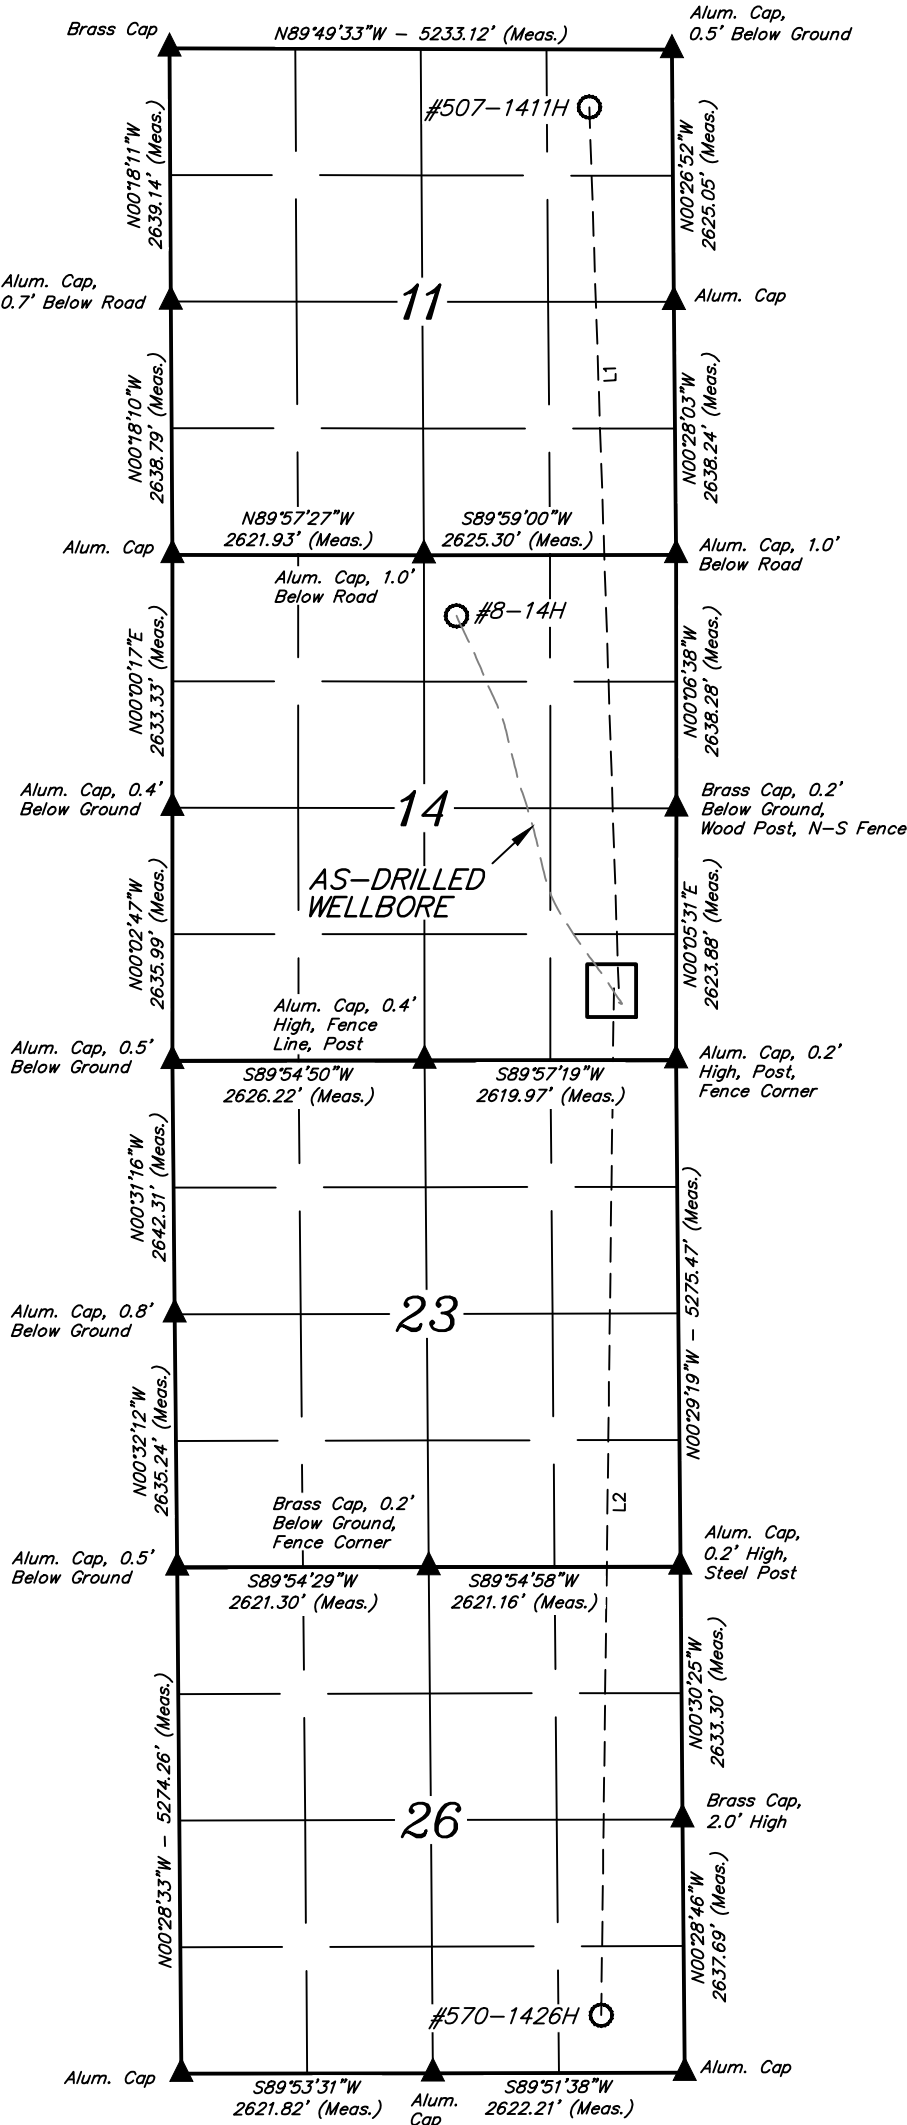 Brass Cap
N89°49'33"W - 5233.12' (Meas.)
Alum. Cap,
0.5' Below Ground
#507-1411H
N00°18'11"W
2639.14' (Meas.)
N00°26'52"W
2625.05' (Meas.)
Alum. Cap,
0.7' Below Road
11
Alum. Cap
L1
N00°18'10"W
2638.79' (Meas.)
N00°28'03"W
2638.24' (Meas.)
N89°57'27"W
2621.93' (Meas.)
S89°59'00"W
2625.30' (Meas.)
Alum. Cap
Alum. Cap, 1.0'
Below Road
Alum. Cap, 1.0'
Below Road
#8-14H
N00°00'17"E
2633.33' (Meas.)
N00°06'38"W
2638.28' (Meas.)
Alum. Cap, 0.4'
Below Ground
14
Brass Cap, 0.2'
Below Ground,
Wood Post, N-S Fence
AS-DRILLED
WELLBORE
N00°02'47"W
2635.99' (Meas.)
N00°05'31"E
2623.88' (Meas.)
Alum. Cap, 0.4'
High, Fence
Line, Post
Alum. Cap, 0.5'
Below Ground
S89°54'50"W
2626.22' (Meas.)
S89°57'19"W
2619.97' (Meas.)
Alum. Cap, 0.2'
High, Post,
Fence Corner
N00°31'16"W
2642.31' (Meas.)
N00°29'19"W - 5275.47' (Meas.)
Alum. Cap, 0.8'
Below Ground
23
N00°32'12"W
2635.24' (Meas.)
L2
Brass Cap, 0.2'
Below Ground,
Fence Corner
Alum. Cap, 0.5'
Below Ground
S89°54'29"W
2621.30' (Meas.)
S89°54'58"W
2621.16' (Meas.)
Alum. Cap,
0.2' High,
Steel Post
N00°28'33"W - 5274.26' (Meas.)
N00°30'25"W
2633.30' (Meas.)
26
Brass Cap,
2.0' High
N00°28'46"W
2637.69' (Meas.)
#570-1426H
Alum. Cap
S89°53'31"W
2621.82' (Meas.)
Alum.
Cap
S89°51'38"W
2622.21' (Meas.)
Alum. Cap